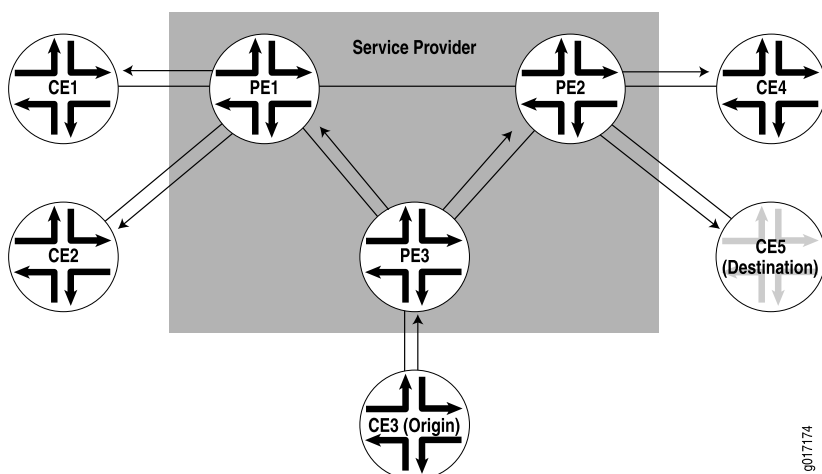 Service Provider
CE1
PE1
PE2
CE4
CE2
PE3
CE5
(Destination)
CE3 (Origin)
g017174